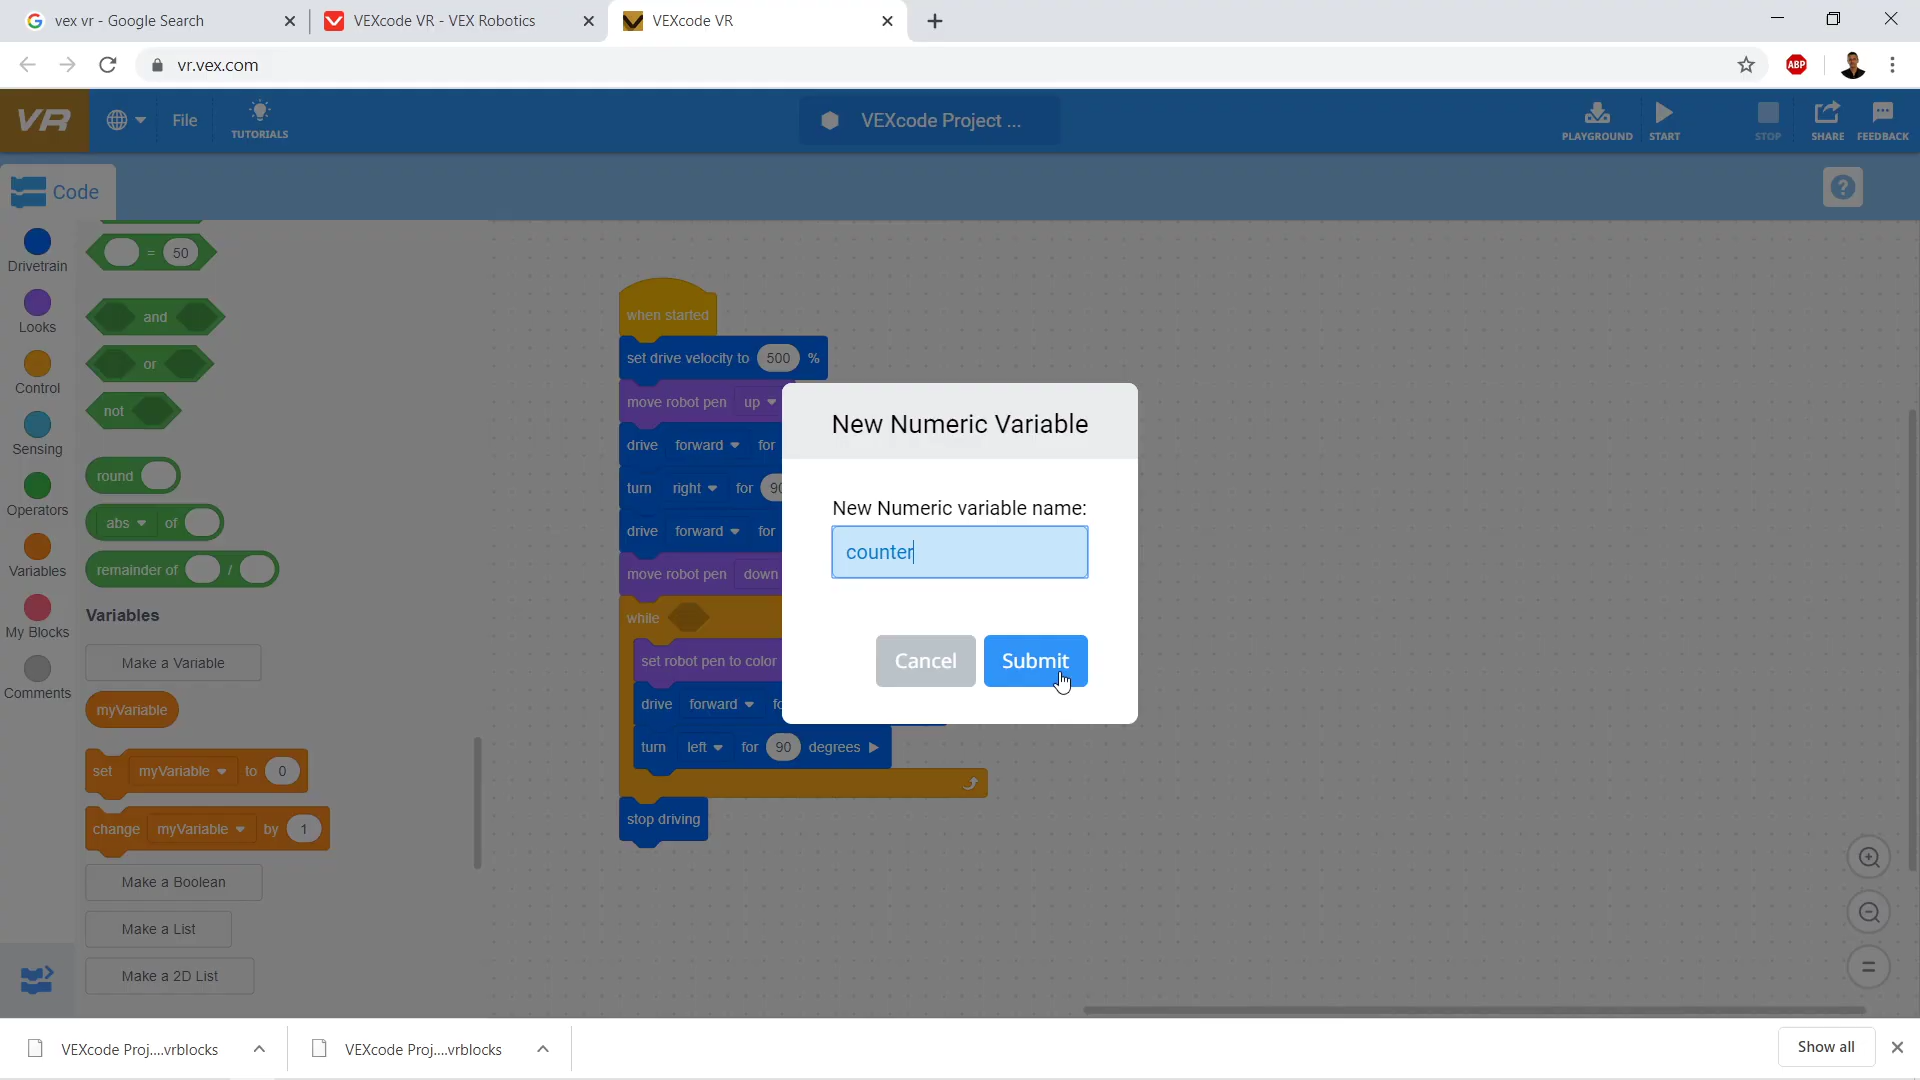 vex vr - Google Search
VEXcode VR - VEX Robotics
VEXcode VR
vr.vex.com
ABP
VR
File
TUTORIALS
VEXcode Project ...
PLAYGROUND
START
STOP
SHARE
FEEDBACK
Code
?
Drivetrain
Looks
Control
Sensing
Operators
Variables
My Blocks
Comments
= 50
and
or
not
round
abs of
remainder of /
Variables
Make a Variable
myVariable
set myVariable to 0
change myVariable by 1
Make a Boolean
Make a List
Make a 2D List
when started
set drive velocity to 500 %
move robot pen up
drive forward for
turn right for
drive forward for
move robot pen down
while
set robot pen to color
drive forward
turn left for 90 degrees
stop driving
New Numeric Variable
New Numeric variable name:
counter
Cancel
Submit
VEXcode Proj....vrblocks
VEXcode Proj....vrblocks
Show all